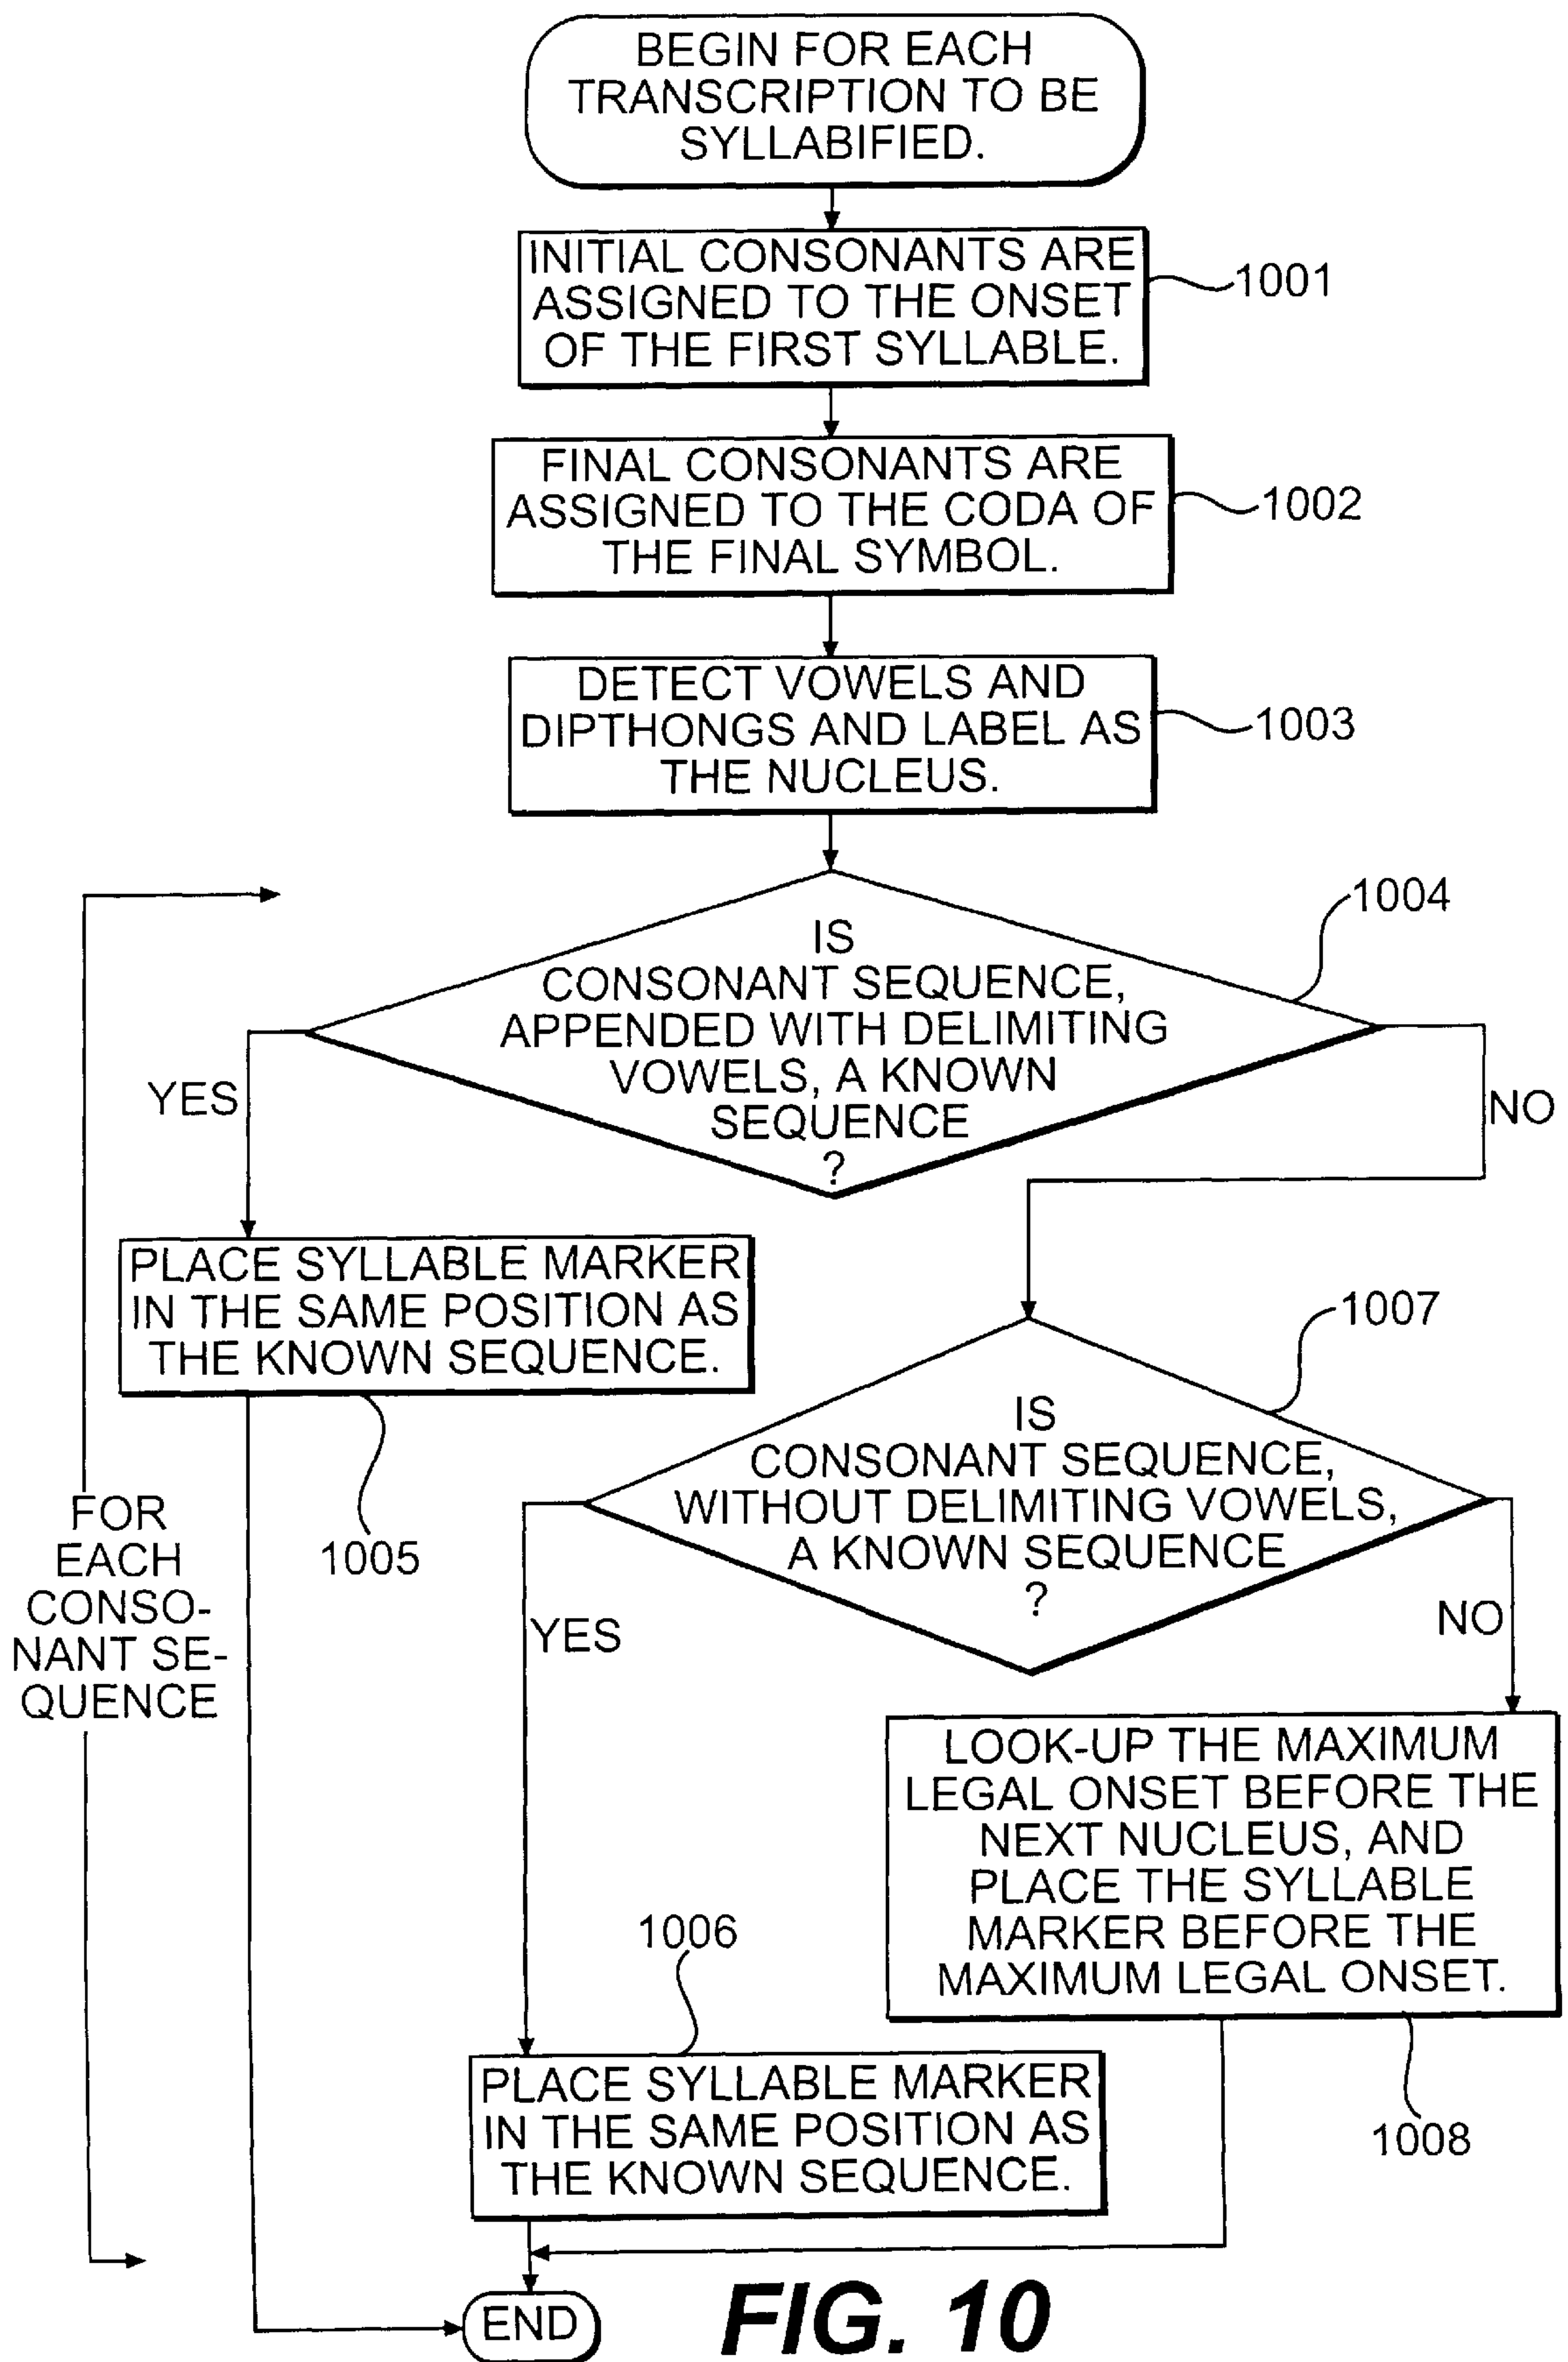 BEGIN FOR EACH
TRANSCRIPTION TO BE
SYLLABIFIED.
INITIAL CONSONANTS ARE
ASSIGNED TO THE ONSET
OF THE FIRST SYLLABLE.
1001
FINAL CONSONANTS ARE
ASSIGNED TO THE CODA OF
THE FINAL SYMBOL.
1002
DETECT VOWELS AND
DIPTHONGS AND LABEL AS
THE NUCLEUS.
1003
1004
IS
CONSONANT SEQUENCE,
APPENDED WITH DELIMITING
VOWELS, A KNOWN
SEQUENCE
?
YES
NO
PLACE SYLLABLE MARKER
IN THE SAME POSITION AS
THE KNOWN SEQUENCE.
1005
1007
IS
CONSONANT SEQUENCE,
WITHOUT DELIMITING VOWELS,
A KNOWN SEQUENCE
?
YES
NO
FOR
EACH
CONSO-
NANT SE-
QUENCE
LOOK-UP THE MAXIMUM
LEGAL ONSET BEFORE THE
NEXT NUCLEUS, AND
PLACE THE SYLLABLE
MARKER BEFORE THE
MAXIMUM LEGAL ONSET.
1008
1006
PLACE SYLLABLE MARKER
IN THE SAME POSITION AS
THE KNOWN SEQUENCE.
END
FIG. 10